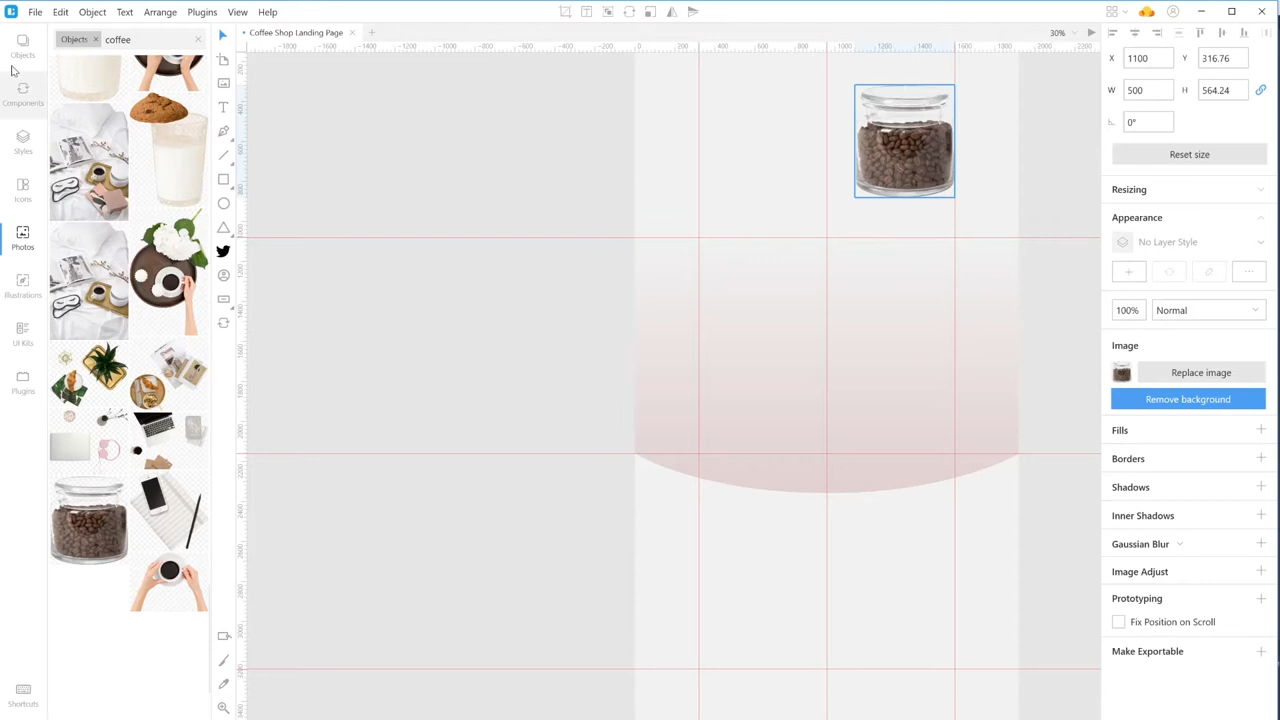 File Edit Object Text Arrange Plugins View Help
Objects
Components
Styles
Icons
Photos
Illustrations
UI Kits
Plugins
Shortcuts
Objects × coffee
Coffee Shop Landing Page
30%
X 1100 Y 316.76
W 500 H 564.24
0°
Reset size
Appearance
No Layer Style
100% Normal
Image
Replace image
Remove background
Fills
Borders
Shadows
Inner Shadows
Gaussian Blur
Image Adjust
Prototyping
Fix Position on Scroll
Make Exportable